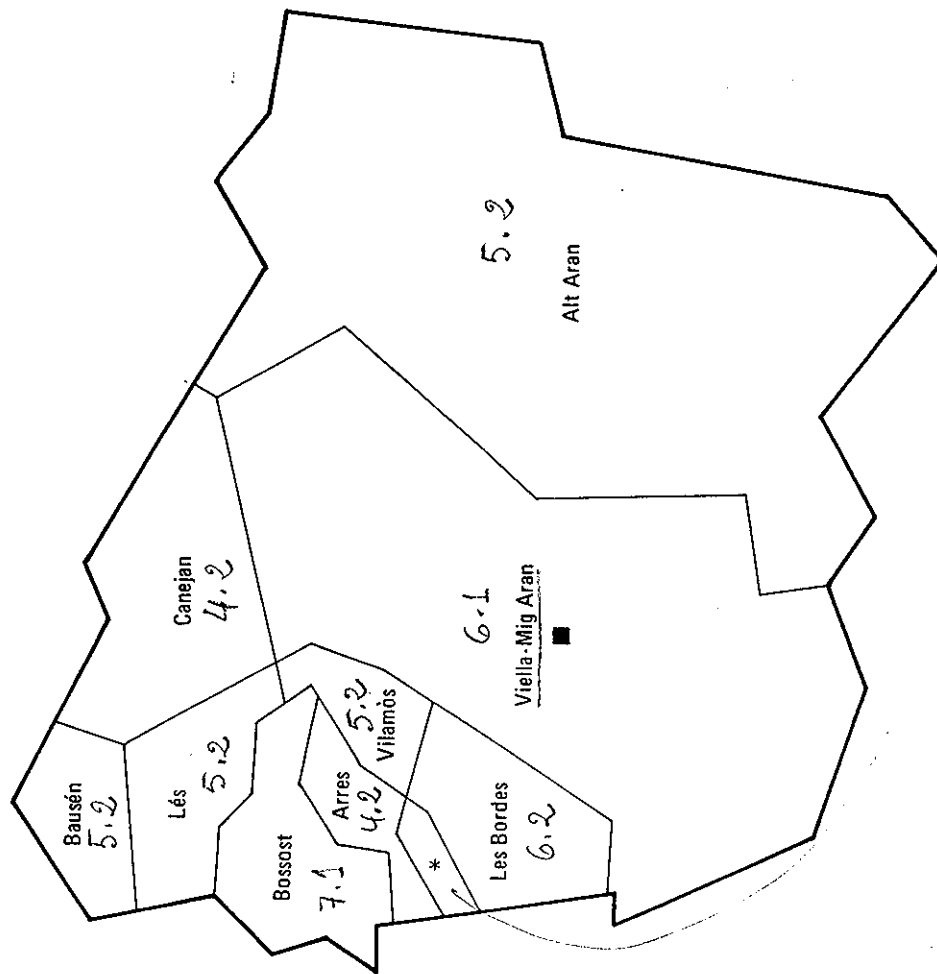 Bausén
5.2
Lés
5.2
Canejan
4.2
Bossost
7.1
Arres
4.2
5.2
Vilamòs
*
Les Bordes
6.2
6.1
Viella-Mig Aran
5.2
Alt Aran